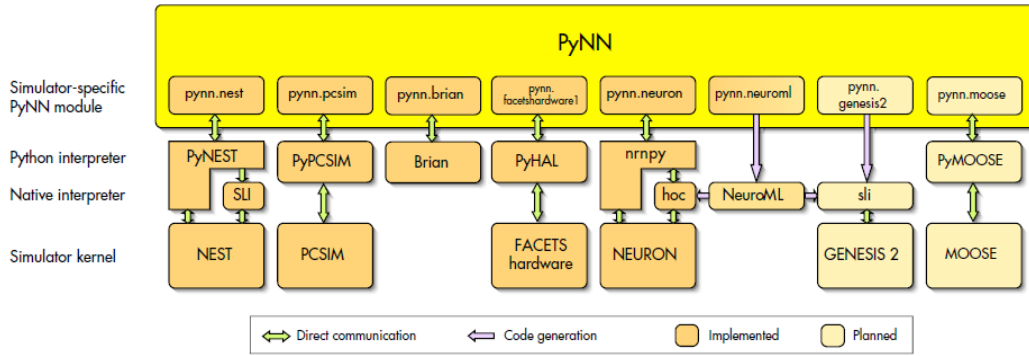 PyNN
Simulator-specific
PyNN module
pynn.nest
pynn.pcsim
pynn.brian
pynn.
facetshardware1
pynn.neuron
pynn.neuroml
pynn.
genesis2
pynn.moose
Python interpreter
PyNEST
PyPCSIM
Brian
PyHAL
nrnpy
PyMOOSE
Native interpreter
SLI
hoc
NeuroML
sli
Simulator kernel
NEST
PCSIM
FACETS
hardware
NEURON
GENESIS 2
MOOSE
Direct communication
Code generation
Implemented
Planned